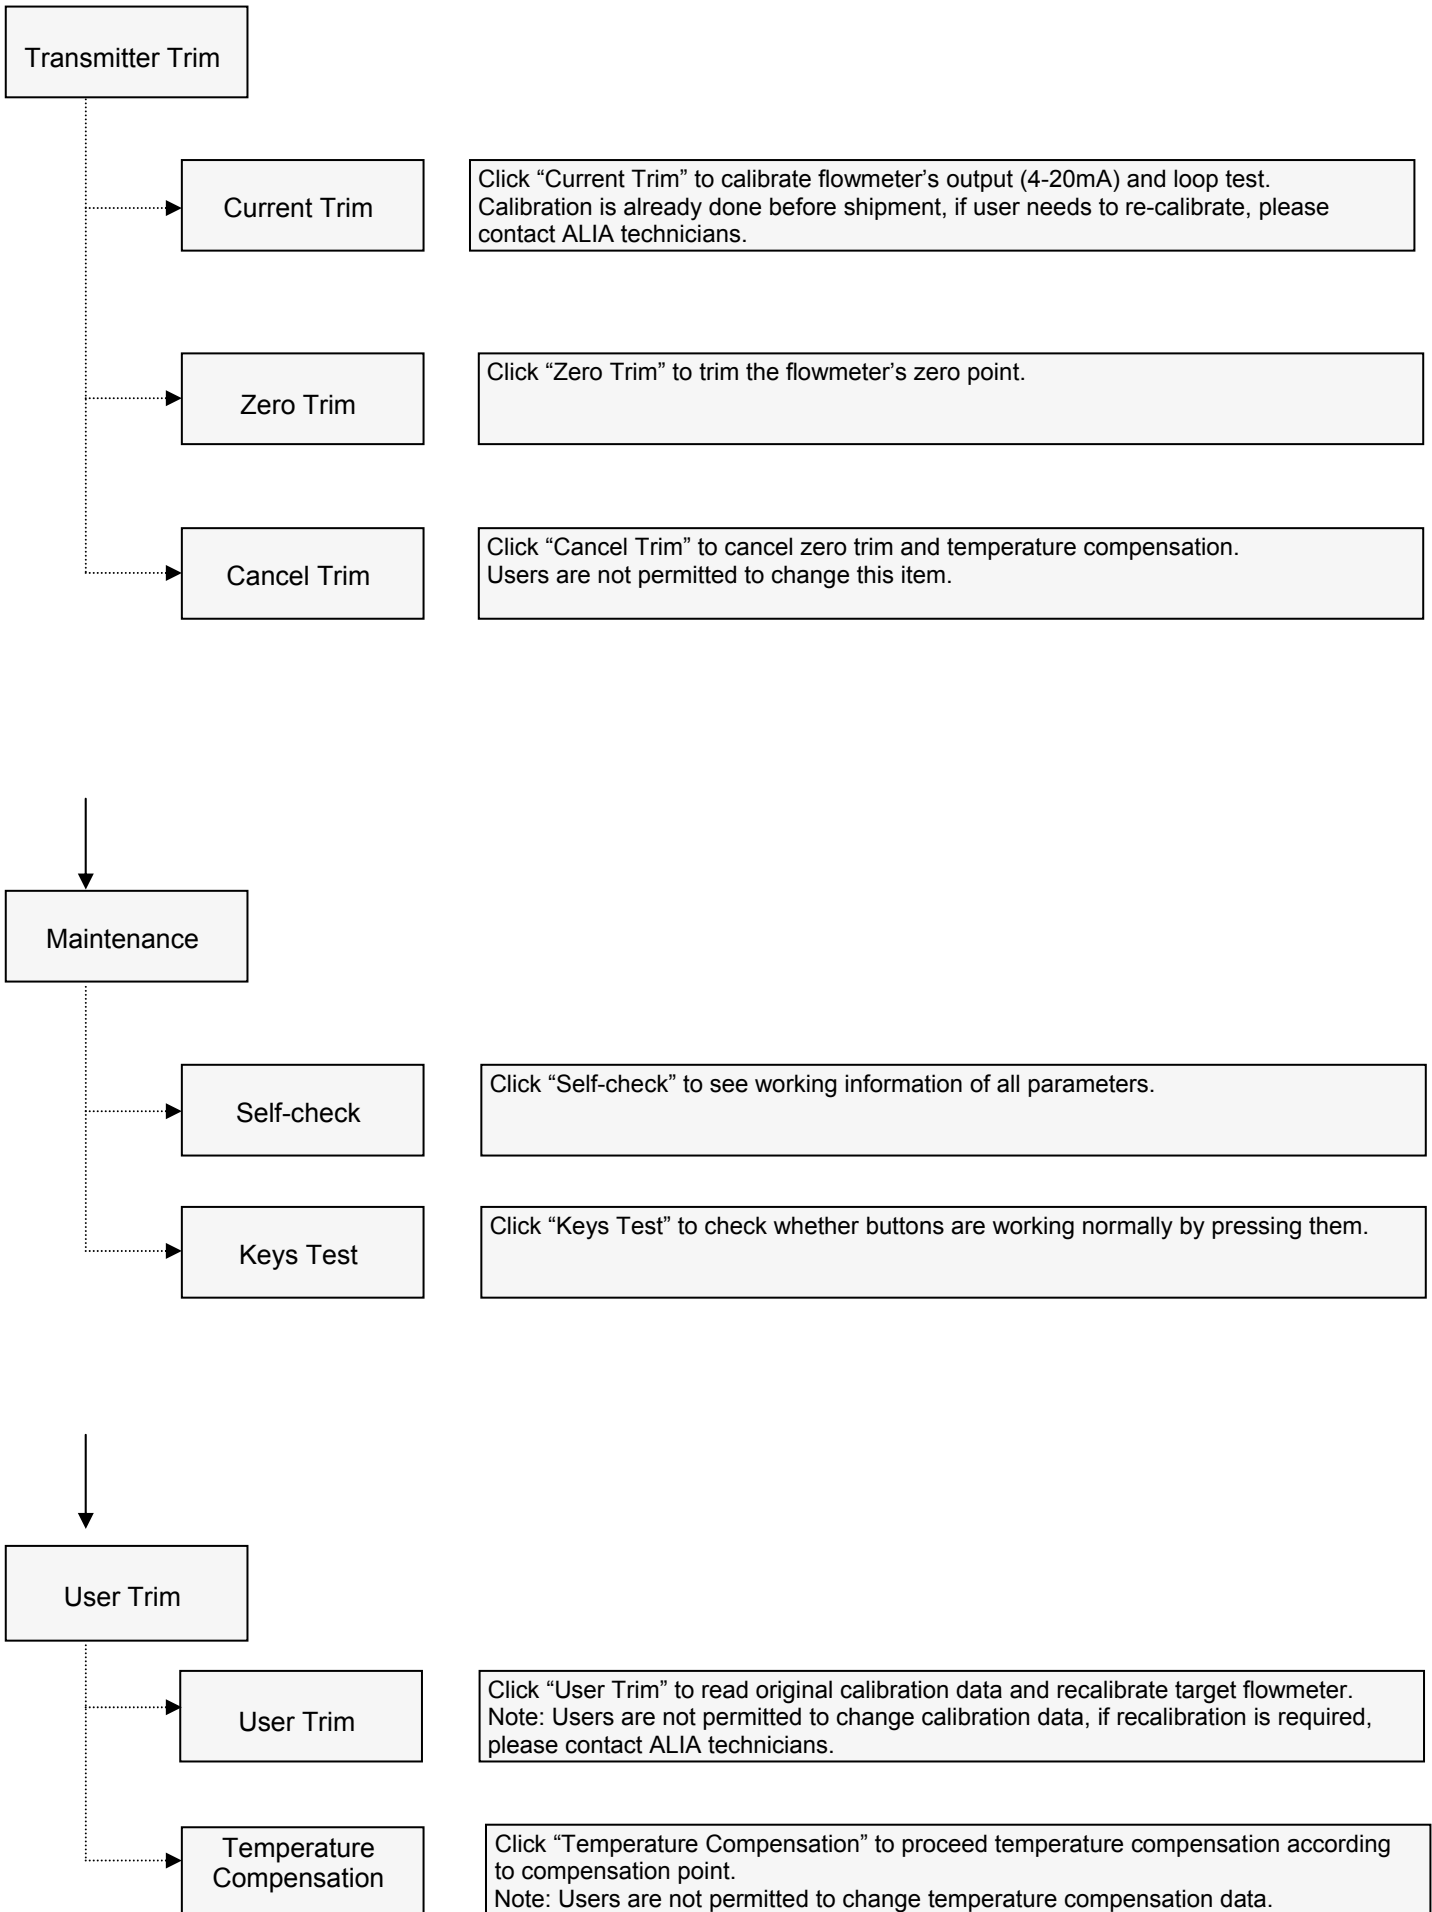 Transmitter Trim
Current Trim
Click “Current Trim” to calibrate flowmeter’s output (4-20mA) and loop test.
Calibration is already done before shipment, if user needs to re-calibrate, please
contact ALIA technicians.
Zero Trim
Click “Zero Trim” to trim the flowmeter’s zero point.
Cancel Trim
Click “Cancel Trim” to cancel zero trim and temperature compensation.
Users are not permitted to change this item.
Maintenance
Self-check
Click “Self-check” to see working information of all parameters.
Keys Test
Click “Keys Test” to check whether buttons are working normally by pressing them.
User Trim
User Trim
Click “User Trim” to read original calibration data and recalibrate target flowmeter.
Note: Users are not permitted to change calibration data, if recalibration is required,
please contact ALIA technicians.
Temperature
Compensation
Click “Temperature Compensation” to proceed temperature compensation according
to compensation point.
Note: Users are not permitted to change temperature compensation data.